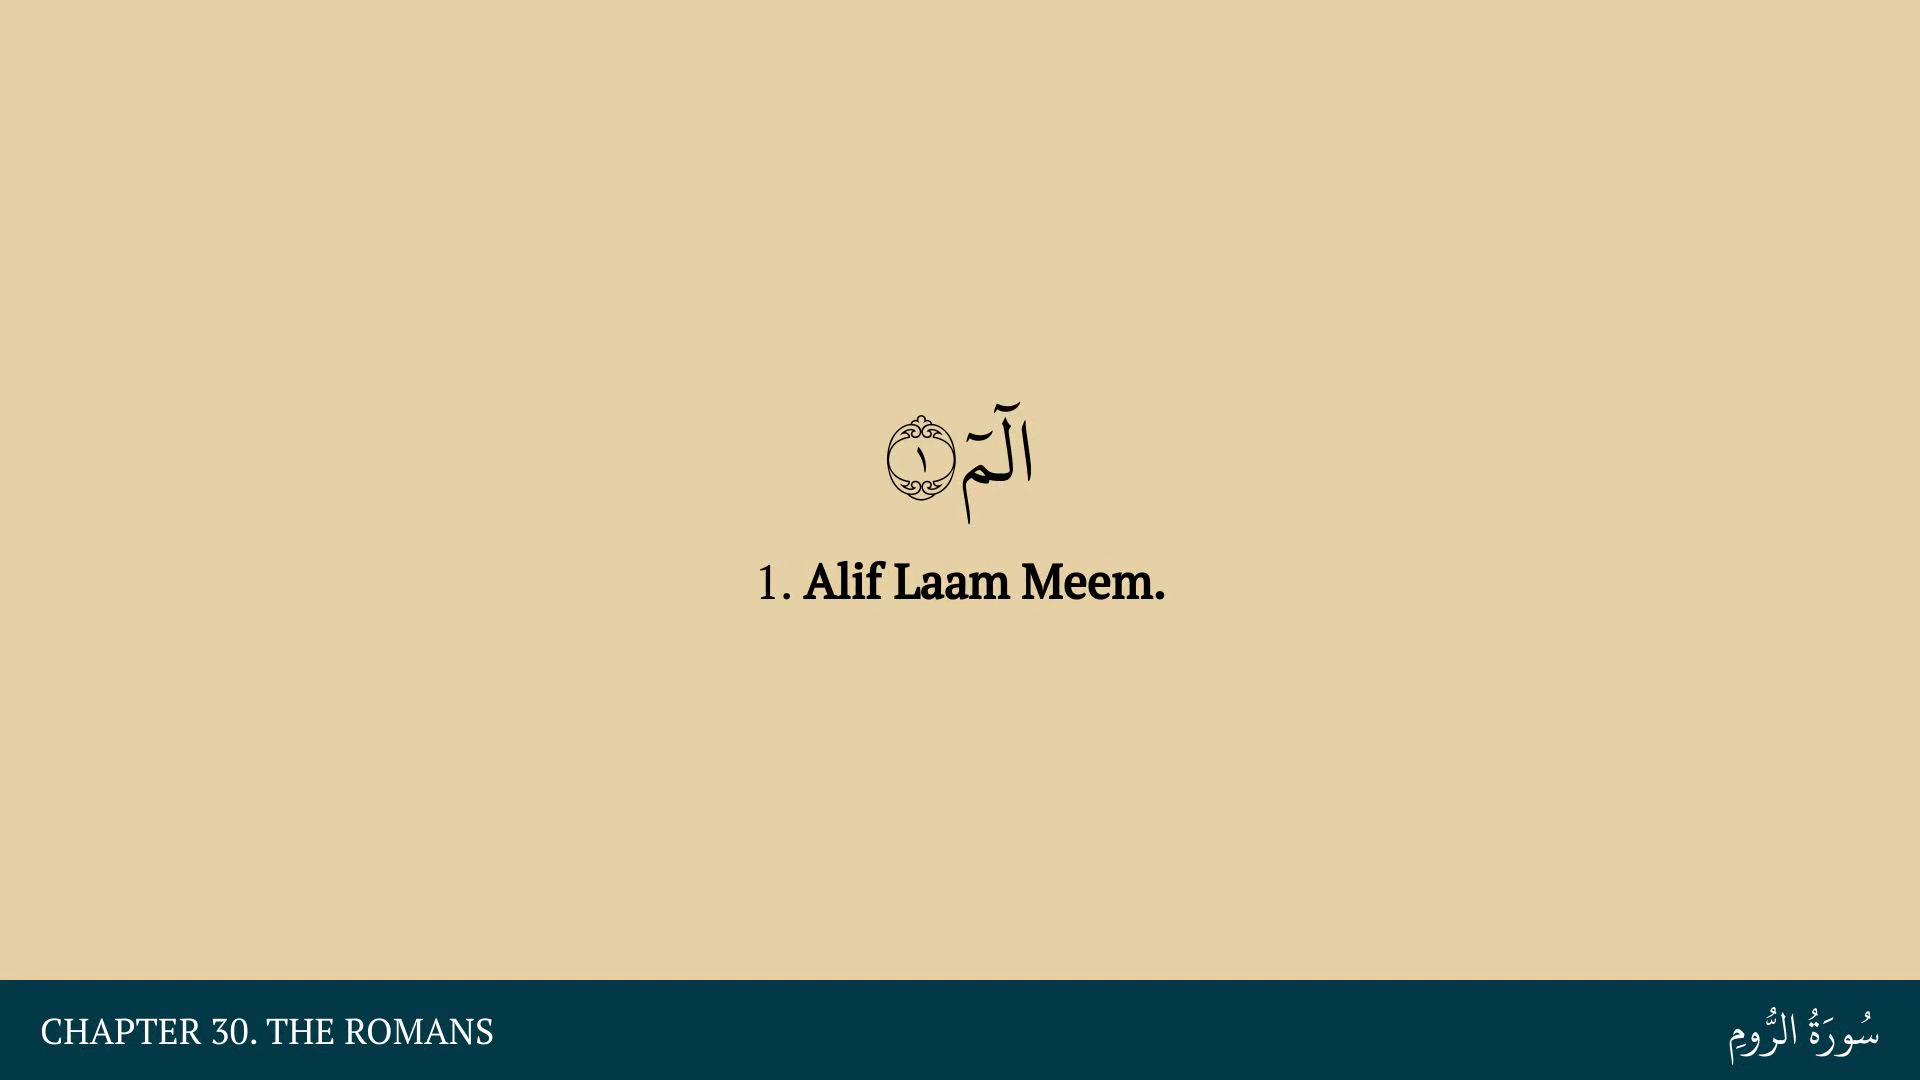 الٓمٓ ١
1. Alif Laam Meem.
CHAPTER 30. THE ROMANS
سُورَةُ الرُّومِ